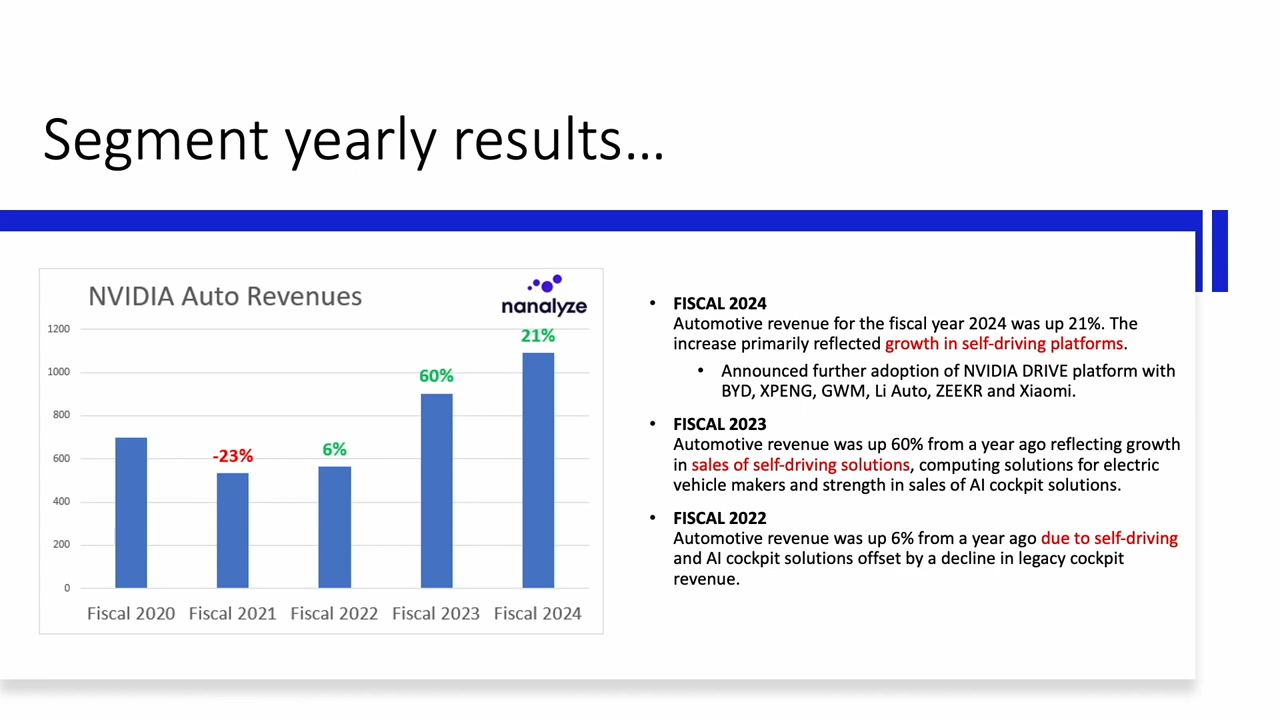 Segment yearly results...
NVIDIA Auto Revenues
nanalyze
1200
1000
800
600
400
200
0
-23%
6%
60%
21%
Fiscal 2020 Fiscal 2021 Fiscal 2022 Fiscal 2023 Fiscal 2024
• FISCAL 2024
Automotive revenue for the fiscal year 2024 was up 21%. The
increase primarily reflected growth in self-driving platforms.
• Announced further adoption of NVIDIA DRIVE platform with
BYD, XPENG, GWM, Li Auto, ZEEKR and Xiaomi.
• FISCAL 2023
Automotive revenue was up 60% from a year ago reflecting growth
in sales of self-driving solutions, computing solutions for electric
vehicle makers and strength in sales of AI cockpit solutions.
• FISCAL 2022
Automotive revenue was up 6% from a year ago due to self-driving
and AI cockpit solutions offset by a decline in legacy cockpit
revenue.